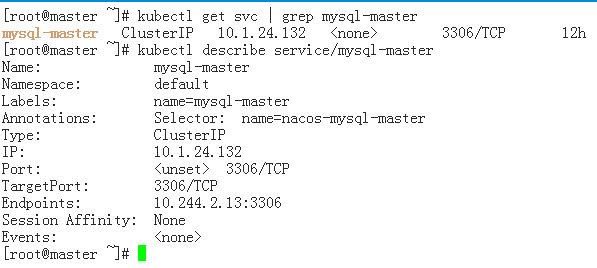 [root@master ~]# kubectl get svc | grep mysql-master
mysql-master   ClusterIP   10.1.24.132   <none>        3306/TCP       12h
[root@master ~]# kubectl describe service/mysql-master
Name:              mysql-master
Namespace:         default
Labels:            name=mysql-master
Annotations:       Selector:  name=nacos-mysql-master
Type:              ClusterIP
IP:                10.1.24.132
Port:              <unset>  3306/TCP
TargetPort:        3306/TCP
Endpoints:         10.244.2.13:3306
Session Affinity:  None
Events:            <none>
[root@master ~]#